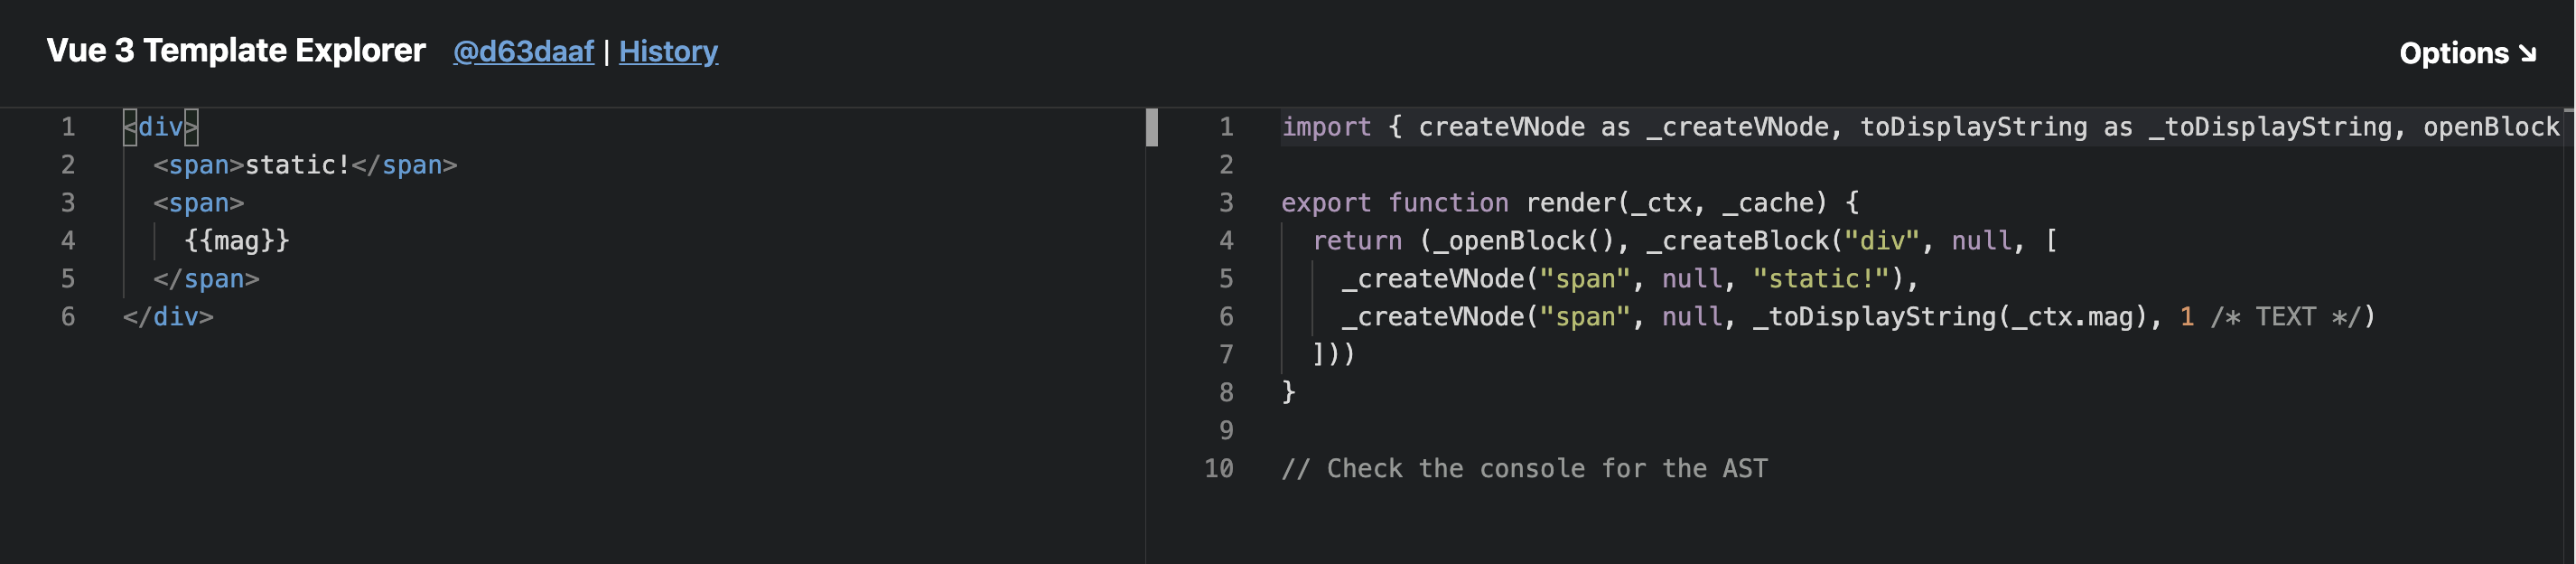 Vue 3 Template Explorer @d63daaf | History
Options ↘
1 <div>
2 <span>static!</span>
3 <span>
4 {{mag}}
5 </span>
6 </div>
1 import { createVNode as _createVNode, toDisplayString as _toDisplayString, openBlock
2
3 export function render(_ctx, _cache) {
4 return (_openBlock(), _createBlock("div", null, [
5 _createVNode("span", null, "static!"),
6 _createVNode("span", null, _toDisplayString(_ctx.mag), 1 /* TEXT */)
7 ]))
8 }
9
10 // Check the console for the AST